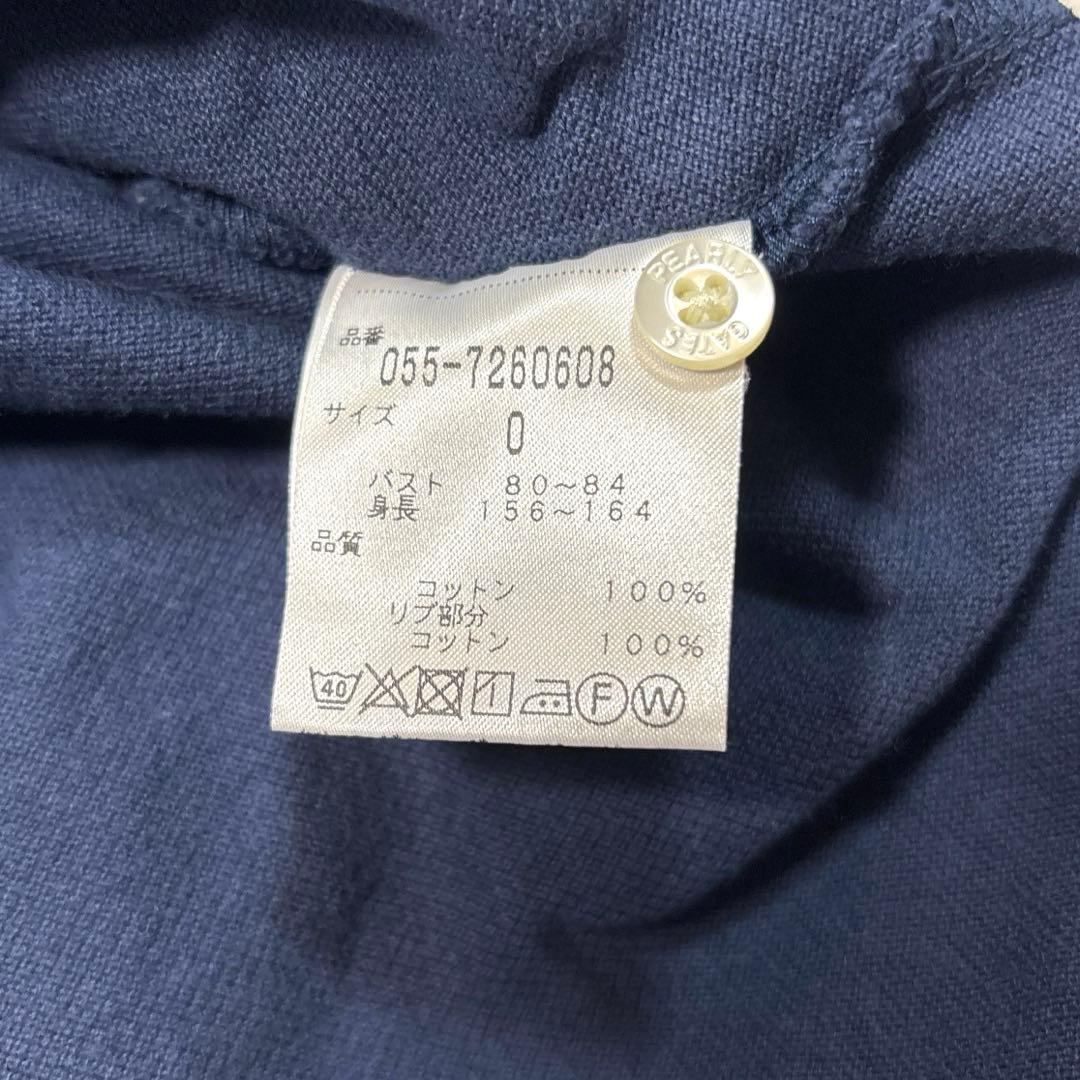 PEARLY
GATES
品番
055-7260608
サイズ
0
バスト 80~84
身長 156~164
品質
コットン 100%
リブ部分
コットン 100%
40
F W